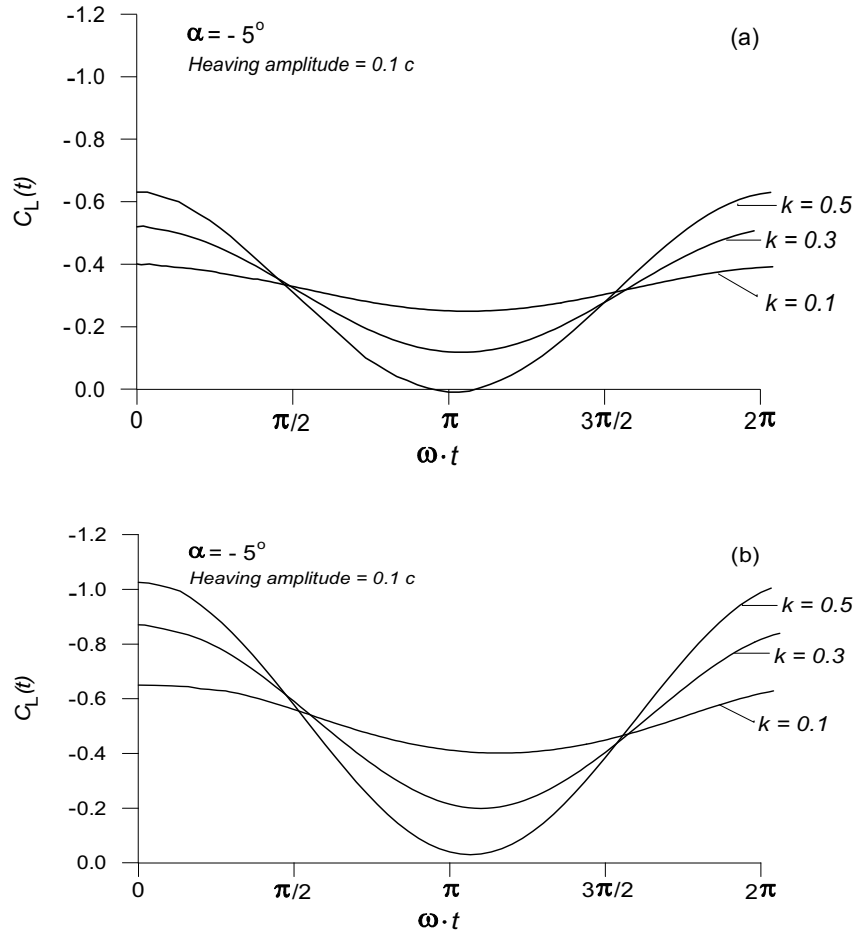 -1.2
α = - 5°
(a)
Heaving amplitude = 0.1 c
-1.0
- 0.8
- 0.6
k = 0.5
k = 0.3
- 0.4
k = 0.1
-0.2
0.0
C_L(t)
0 π/2 π 3π/2 2π
ω· t
-1.2
α = - 5°
(b)
Heaving amplitude = 0.1 c
-1.0
k = 0.5
-0.8
k = 0.3
-0.6
k = 0.1
-0.4
-0.2
0.0
C_L(t)
0 π/2 π 3π/2 2π
ω· t